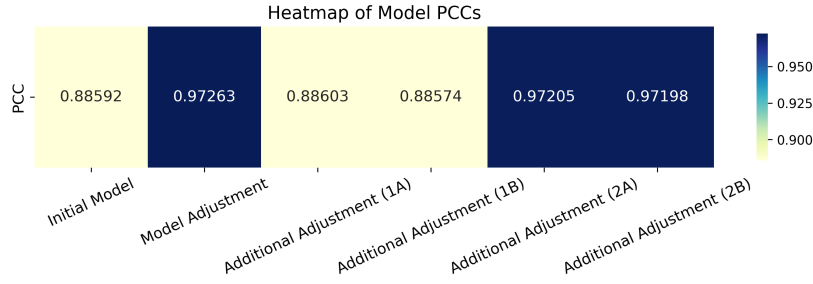 Heatmap of Model PCCs
PCC
0.88592 0.97263 0.88603 0.88574 0.97205 0.97198
Initial Model
Model Adjustment
Additional Adjustment (1A)
Additional Adjustment (1B)
Additional Adjustment (2A)
Additional Adjustment (2B)
0.950
0.925
0.900